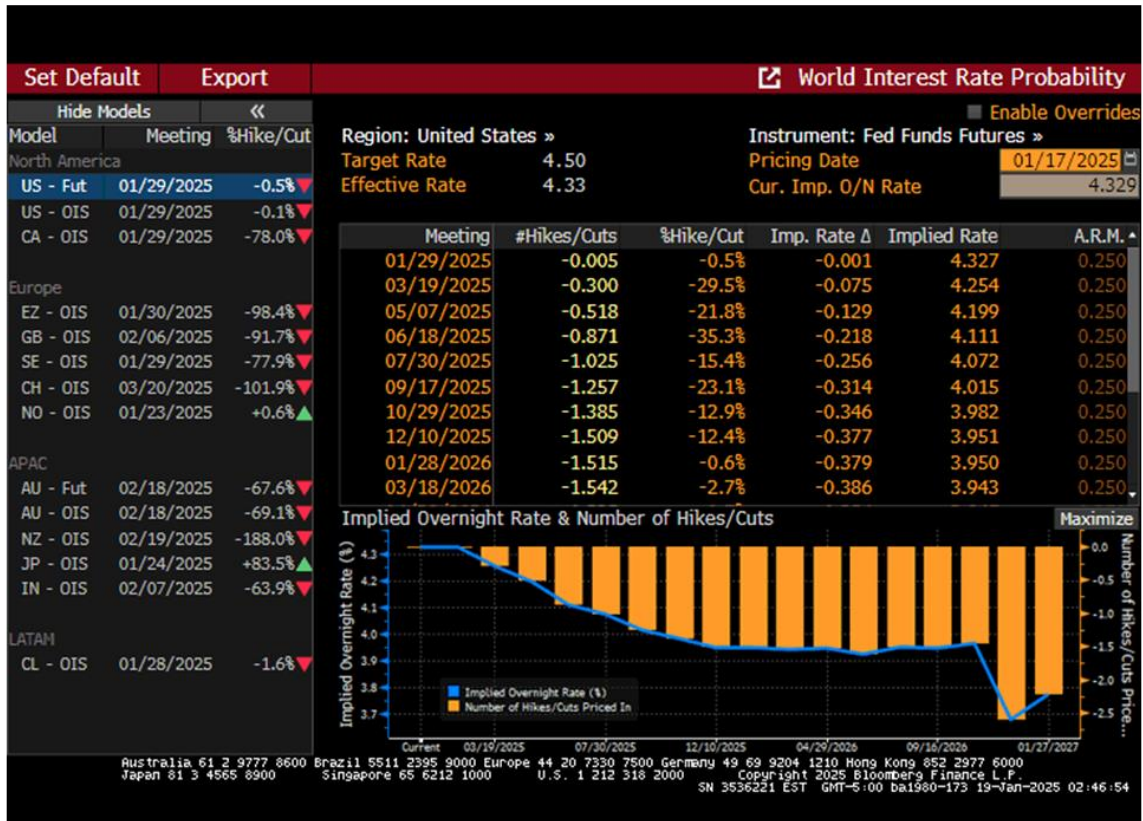 Set Default Export World Interest Rate Probability
Hide Models « Enable Overrides
Model Meeting %Hike/Cut
North America
US - Fut 01/29/2025 -0.5%
US - OIS 01/29/2025 -0.1%
CA - OIS 01/29/2025 -78.0%
Europe
EZ - OIS 01/30/2025 -98.4%
GB - OIS 02/06/2025 -91.7%
SE - OIS 01/29/2025 -77.9%
CH - OIS 03/20/2025 -101.9%
NO - OIS 01/23/2025 +0.6%
APAC
AU - Fut 02/18/2025 -67.6%
AU - OIS 02/18/2025 -69.1%
NZ - OIS 02/19/2025 -188.0%
JP - OIS 01/24/2025 +83.5%
IN - OIS 02/07/2025 -63.9%
LATAM
CL - OIS 01/28/2025 -1.6%
Region: United States » Instrument: Fed Funds Futures »
Target Rate 4.50 Pricing Date 01/17/2025
Effective Rate 4.33 Cur. Imp. O/N Rate 4.329
Meeting #Hikes/Cuts %Hike/Cut Imp. Rate Δ Implied Rate A.R.M.
01/29/2025 -0.005 -0.5% -0.001 4.327 0.250
03/19/2025 -0.300 -29.5% -0.075 4.254 0.250
05/07/2025 -0.518 -21.8% -0.129 4.199 0.250
06/18/2025 -0.871 -35.3% -0.218 4.111 0.250
07/30/2025 -1.025 -15.4% -0.256 4.072 0.250
09/17/2025 -1.257 -23.1% -0.314 4.015 0.250
10/29/2025 -1.385 -12.9% -0.346 3.982 0.250
12/10/2025 -1.509 -12.4% -0.377 3.951 0.250
01/28/2026 -1.515 -0.6% -0.379 3.950 0.250
03/18/2026 -1.542 -2.7% -0.386 3.943 0.250
Implied Overnight Rate & Number of Hikes/Cuts Maximize
Implied Overnight Rate (%)
4.3
4.2
4.1
4.0
3.9
3.8
3.7
0.0
-0.5
-1.0
-1.5
-2.0
-2.5
Number of Hikes/Cuts Price...
Implied Overnight Rate (%)
Number of Hikes/Cuts Priced In
Current 03/19/2025 07/30/2025 12/10/2025 04/29/2026 09/16/2026 01/27/2027
Australia 61 2 9777 8600 Brazil 5511 2395 9000 Europe 44 20 7330 7500 Germany 49 69 9204 1210 Hong Kong 852 2977 6000
Japan 81 3 4565 8900 Singapore 65 6212 1000 U.S. 1 212 318 2000 Copyright 2025 Bloomberg Finance L.P.
SN 3536221 EST GMT-5:00 ba1980-173 19-Jan-2025 02:46:54